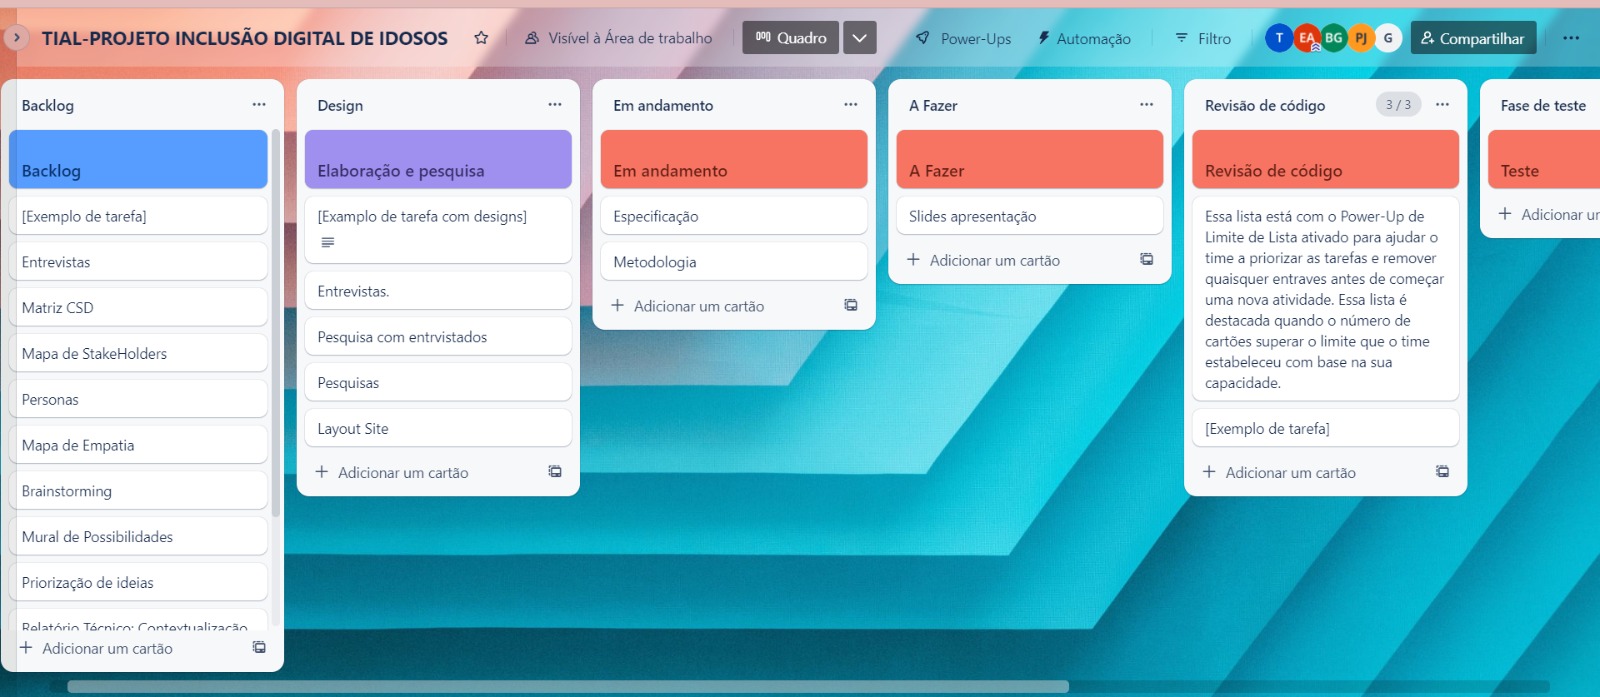 TIAL-PROJETO INCLUSÃO DIGITAL DE IDOSOS
Visível à Área de trabalho
Quadro
Power-Ups
Automação
Filtro
T
EA
BG
PJ
G
Compartilhar
Backlog
Backlog
[Exemplo de tarefa]
Entrevistas
Matriz CSD
Mapa de StakeHolders
Personas
Mapa de Empatia
Brainstorming
Mural de Possibilidades
Priorização de ideias
Relatório Técnico: Contextualização
+ Adicionar um cartão
Design
Elaboração e pesquisa
[Examplo de tarefa com designs]
Entrevistas.
Pesquisa com entrvistados
Pesquisas
Layout Site
+ Adicionar um cartão
Em andamento
Em andamento
Especificação
Metodologia
+ Adicionar um cartão
A Fazer
A Fazer
Slides apresentação
+ Adicionar um cartão
Revisão de código
3 / 3
Revisão de código
Essa lista está com o Power-Up de
Limite de Lista ativado para ajudar o
time a priorizar as tarefas e remover
quaisquer entraves antes de começar
uma nova atividade. Essa lista é
destacada quando o número de
cartões superar o limite que o time
estabeleceu com base na sua
capacidade.
[Exemplo de tarefa]
+ Adicionar um cartão
Fase de teste
Teste
+ Adicionar ur